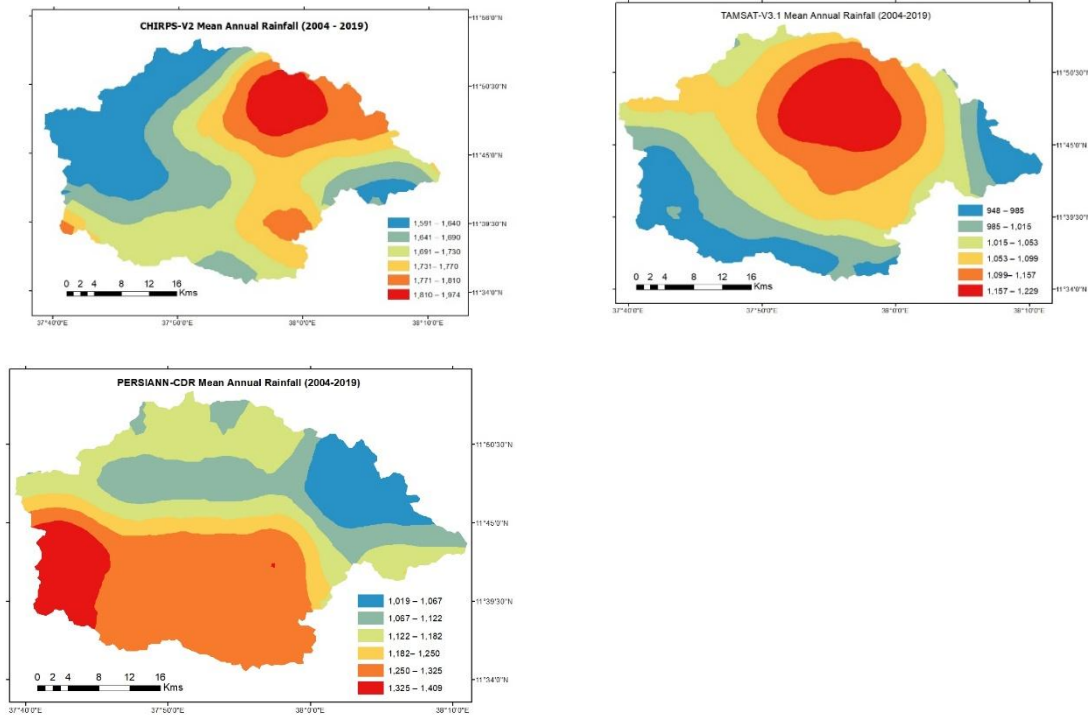 CHIRPS-V2 Mean Annual Rainfall (2004 - 2019)
11°56'0"N
11°50'30"N
11°45'0"N
11°39'30"N
11°34'0"N
1,591 – 1,640
1,641 – 1,690
1,691 – 1,730
1,731– 1,770
1,771 – 1,810
1,810 – 1,974
0 2 4 8 12 16
Kms
37°40'0"E 37°50'0"E 38°0'0"E 38°10'0"E
TAMSAT-V3.1 Mean Annual Rainfall (2004-2019)
11°50'30"N
11°45'0"N
11°39'30"N
11°34'0"N
948 – 985
985 – 1,015
1,015 – 1,053
1,053 – 1,099
1,099– 1,157
1,157 – 1,229
0 2 4 8 12 16
Kms
37°40'0"E 37°50'0"E 38°0'0"E 38°10'0"E
PERSIANN-CDR Mean Annual Rainfall (2004-2019)
11°50'30"N
11°45'0"N
11°39'30"N
11°34'0"N
1,019 – 1,067
1,067 – 1,122
1,122 – 1,182
1,182– 1,250
1,250 – 1,325
1,325 – 1,409
0 2 4 8 12 16
Kms
37°40'0"E 37°50'0"E 38°0'0"E 38°10'0"E